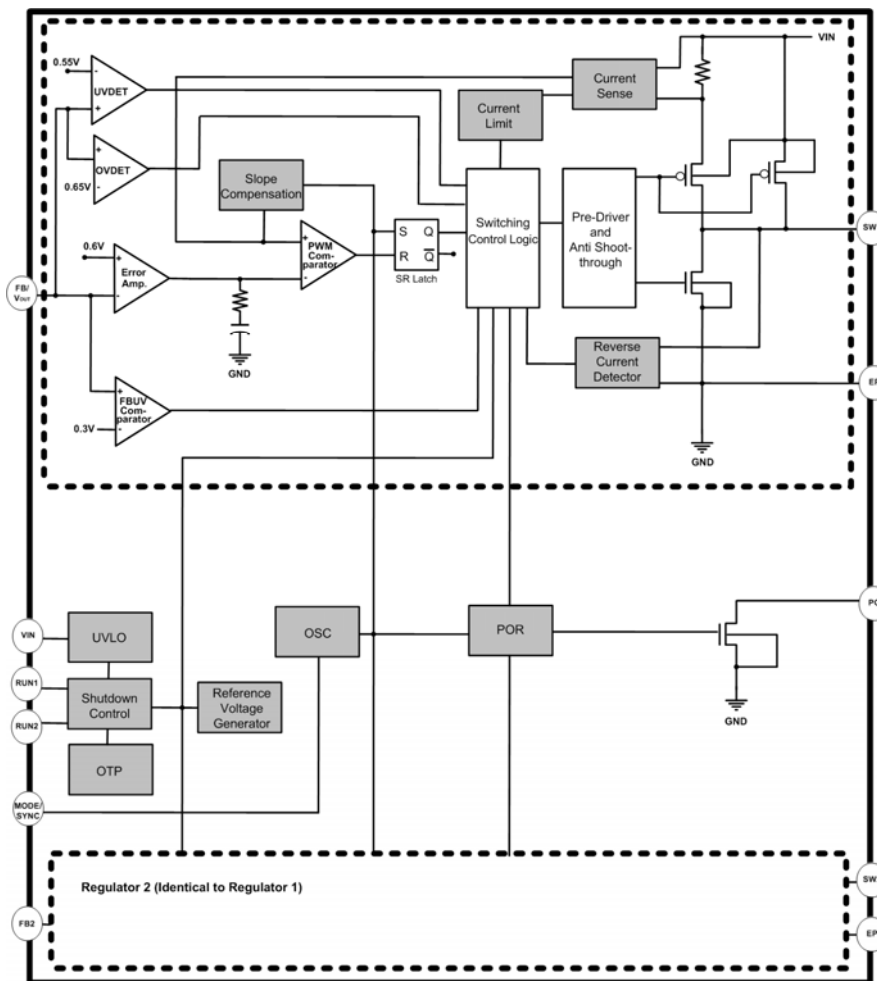 VIN
0.55V
-
UVDET
+
Current
Sense
Current
Limit
+
OVDET
0.65V
-
Slope
Compensation
Switching
Control Logic
Pre-Driver
and
Anti Shoot-
through
+
PWM
Com-
parator
-
S Q
R Q
SR Latch
SW
0.6V
+
Error
Amp.
-
FB/
VOUT
GND
Reverse
Current
Detector
EP
+
FBUV
Com-
parator
0.3V
-
GND
PG
VIN
UVLO
OSC
POR
RUN1
Shutdown
Control
Reference
Voltage
Generator
RUN2
GND
OTP
MODE/
SYNC
Regulator 2 (Identical to Regulator 1)
SW
FB2
EP